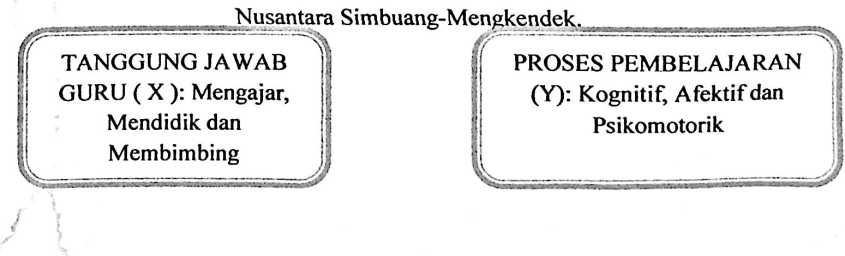 Nusantara Simbuang-Mengkendek.
TANGGUNG JAWAB
GURU ( X ): Mengajar,
Mendidik dan
Membimbing
PROSES PEMBELAJARAN
(Y): Kognitif, Afektif dan
Psikomotorik